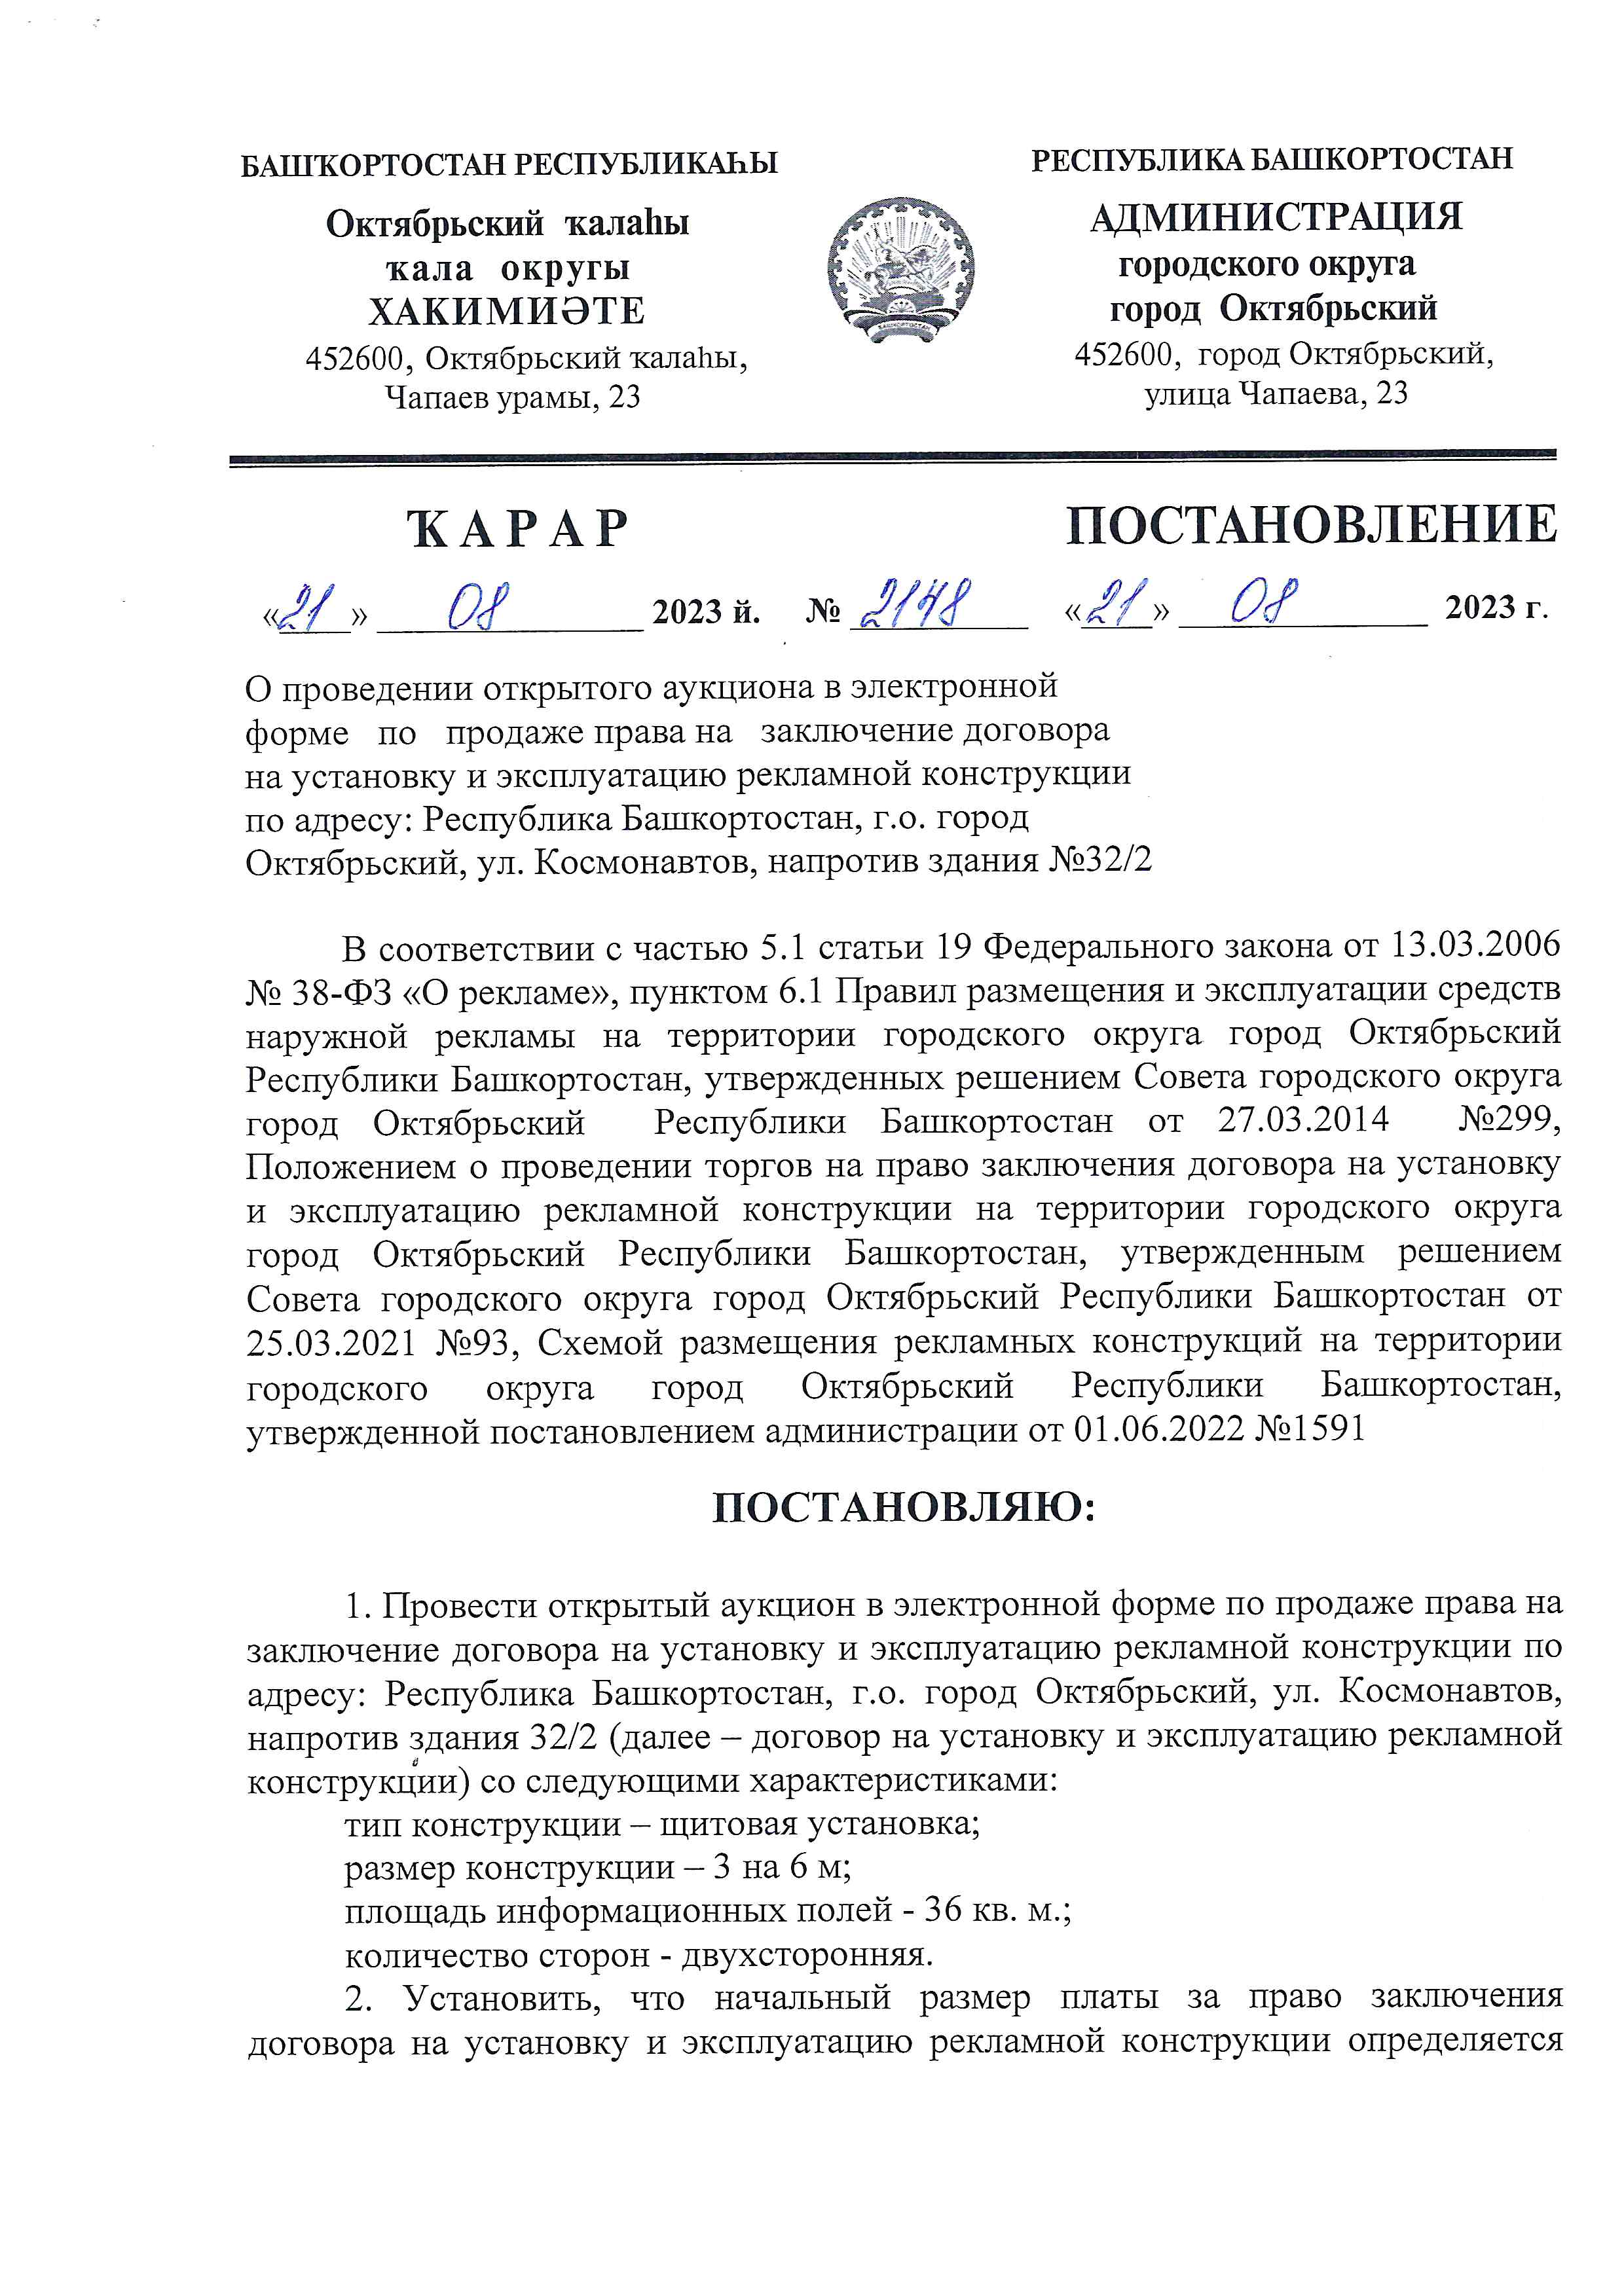 БАШҠОРТОСТАН РЕСПУБЛИКАҺЫ
Октябрьский ҡалаһы
ҡала округы
ХАКИМИӘТЕ
452600, Октябрьский ҡалаһы,
Чапаев урамы, 23
БАШКОРТОСТАН
РЕСПУБЛИКА БАШКОРТОСТАН
АДМИНИСТРАЦИЯ
городского округа
город Октябрьский
452600, город Октябрьский,
улица Чапаева, 23
ҠАРАР
ПОСТАНОВЛЕНИЕ
«21» 08 2023 й. № 2148 «21» 08 2023 г.
О проведении открытого аукциона в электронной
форме по продаже права на заключение договора
на установку и эксплуатацию рекламной конструкции
по адресу: Республика Башкортостан, г.о. город
Октябрьский, ул. Космонавтов, напротив здания №32/2
В соответствии с частью 5.1 статьи 19 Федерального закона от 13.03.2006
№ 38-ФЗ «О рекламе», пунктом 6.1 Правил размещения и эксплуатации средств
наружной рекламы на территории городского округа город Октябрьский
Республики Башкортостан, утвержденных решением Совета городского округа
город Октябрьский Республики Башкортостан от 27.03.2014 №299,
Положением о проведении торгов на право заключения договора на установку
и эксплуатацию рекламной конструкции на территории городского округа
город Октябрьский Республики Башкортостан, утвержденным решением
Совета городского округа город Октябрьский Республики Башкортостан от
25.03.2021 №93, Схемой размещения рекламных конструкций на территории
городского округа город Октябрьский Республики Башкортостан,
утвержденной постановлением администрации от 01.06.2022 №1591
ПОСТАНОВЛЯЮ:
1. Провести открытый аукцион в электронной форме по продаже права на
заключение договора на установку и эксплуатацию рекламной конструкции по
адресу: Республика Башкортостан, г.о. город Октябрьский, ул. Космонавтов,
напротив здания 32/2 (далее – договор на установку и эксплуатацию рекламной
конструкции) со следующими характеристиками:
тип конструкции – щитовая установка;
размер конструкции – 3 на 6 м;
площадь информационных полей - 36 кв. м.;
количество сторон - двухсторонняя.
2. Установить, что начальный размер платы за право заключения
договора на установку и эксплуатацию рекламной конструкции определяется